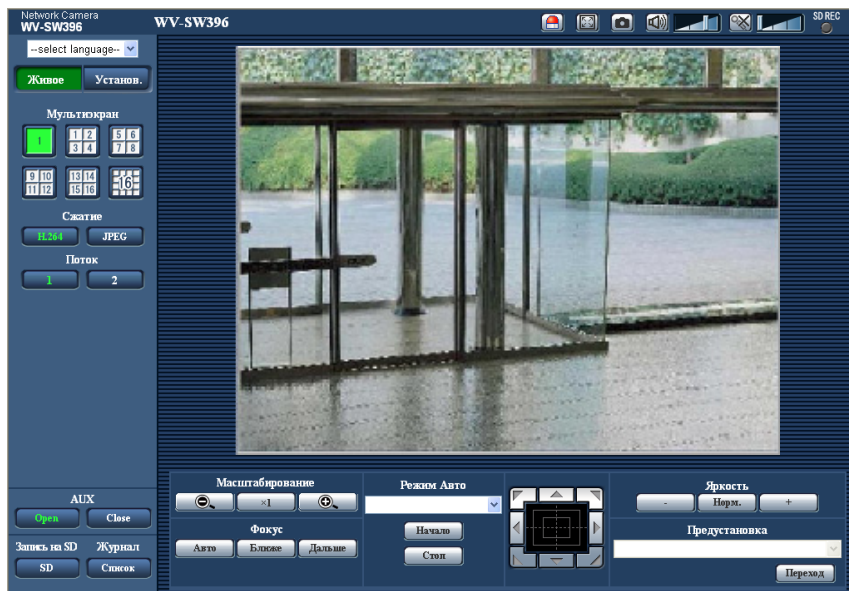 Network Camera
WV-SW396
WV-SW396
SD REC
--select language--
Живое Установ.
Мультиэкран
1
1 2
3 4
5 6
7 8
9 10
11 12
13 14
15 16
16
Сжатие
H.264 JPEG
Поток
1 2
AUX
Open Close
Запись на SD Журнал
SD Список
Масштабирование
×1
Фокус
Авто Ближе Дальше
Режим Авто
Начало
Стоп
Яркость
- Норм. +
Предустановка
Переход